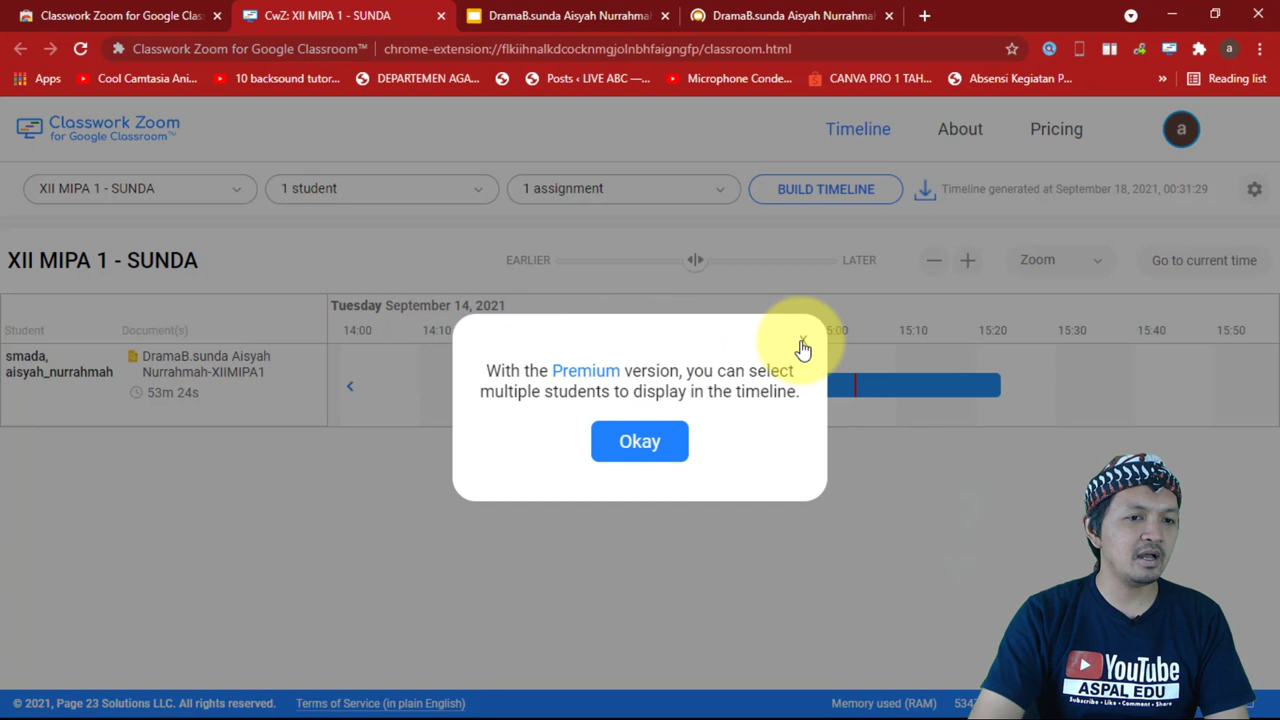 Classwork Zoom for Google Clas
CwZ: XII MIPA 1 - SUNDA
DramaB.sunda Aisyah Nurrahmah
DramaB.sunda Aisyah Nurrahma
Classwork Zoom for Google Classroom™
chrome-extension://flkiihnalkdcocknmgjolnbhfaigngfp/classroom.html
a
Apps
Cool Camtasia Ani...
10 backsound tutor...
DEPARTEMEN AGA...
Posts ‹ LIVE ABC —...
Microphone Conde...
CANVA PRO 1 TAH...
Absensi Kegiatan P...
»
Reading list
Classwork Zoom
for Google Classroom™
Timeline
About
Pricing
a
XII MIPA 1 - SUNDA
1 student
1 assignment
BUILD TIMELINE
Timeline generated at September 18, 2021, 00:31:29
XII MIPA 1 - SUNDA
EARLIER
LATER
Zoom
Go to current time
Tuesday September 14, 2021
Student
Document(s)
14:00
14:10
15:10
15:20
15:30
15:40
15:50
smada,
aisyah_nurrahmah
DramaB.sunda Aisyah
Nurrahmah-XIIMIPA1
53m 24s
With the Premium version, you can select
multiple students to display in the timeline.
Okay
YouTube
ASPAL EDU
Subscribe • Like • Comment • Share
© 2021, Page 23 Solutions LLC. All rights reserved.
Terms of Service (in plain English)
Memory used (RAM)